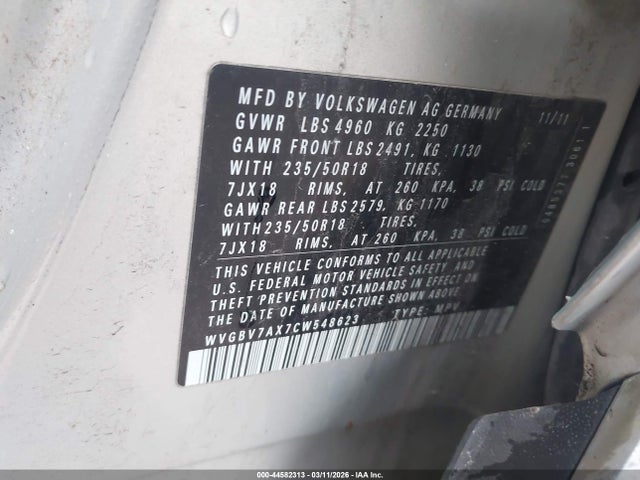 MFD BY VOLKSWAGEN AG GERMANY 11/11
GVWR LBS 4960 KG 2250
GAWR FRONT LBS 2491, KG 1130
WITH 235/50R18 TIRES,
7JX18 RIMS, AT 260 KPA, 38 PSI COLD
GAWR REAR LBS 2579, KG 1170
WITH 235/50R18 TIRES,
7JX18 RIMS, AT 260 KPA, 38 PSI COLD
THIS VEHICLE CONFORMS TO ALL APPLICABLE
U.S. FEDERAL MOTOR VEHICLE SAFETY AND
THEFT PREVENTION STANDARDS IN EFFECT ON
THE DATE OF MANUFACTURE SHOWN ABOVE
WVGBV7AX7CW548623 TYPE: MPV
000-44582313 - 03/11/2026 - IAA Inc.